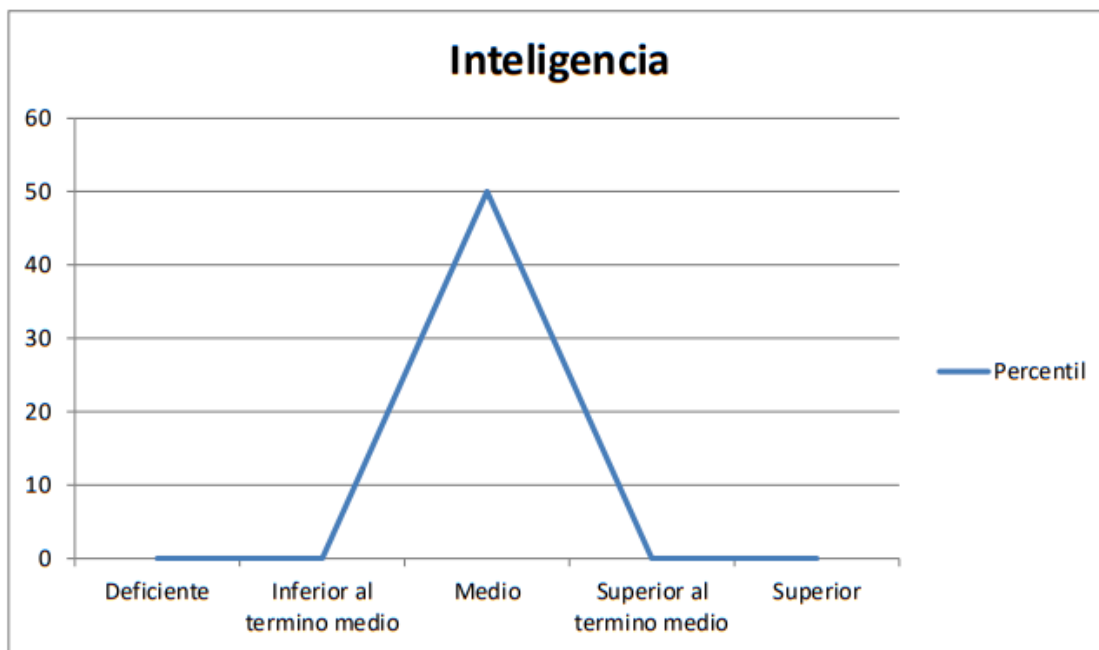 Inteligencia
60
50
40
30
20
10
0
Percentil
Deficiente
Inferior al
termino medio
Medio
Superior al
termino medio
Superior